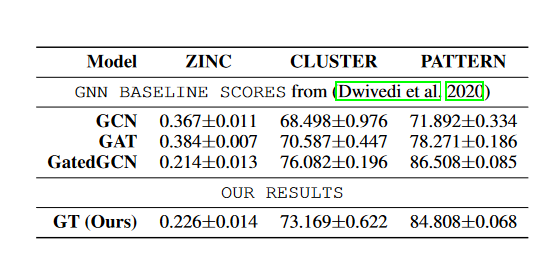 Model ZINC CLUSTER PATTERN
GNN BASELINE SCORES from (Dwivedi et al. 2020)
GCN 0.367±0.011 68.498±0.976 71.892±0.334
GAT 0.384±0.007 70.587±0.447 78.271±0.186
GatedGCN 0.214±0.013 76.082±0.196 86.508±0.085
OUR RESULTS
GT (Ours) 0.226±0.014 73.169±0.622 84.808±0.068